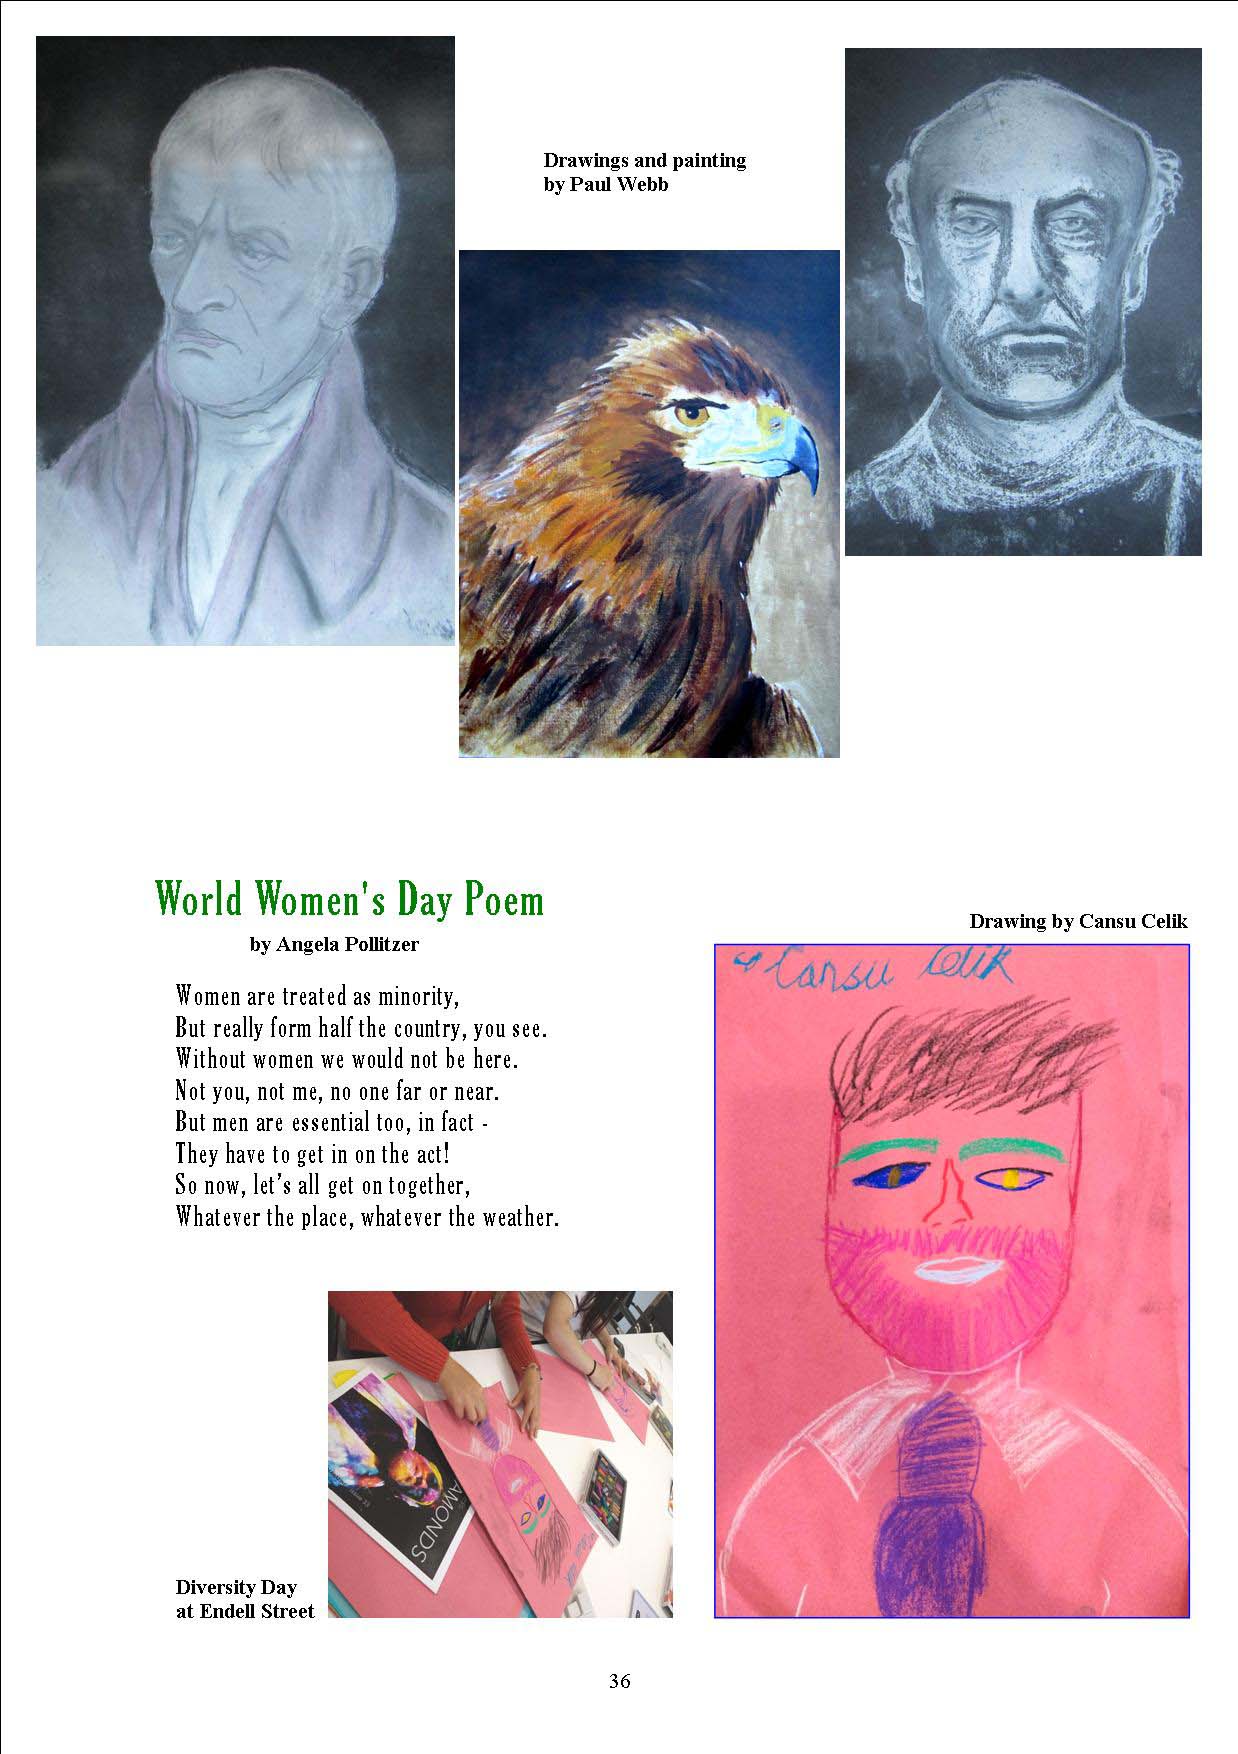 Drawings and painting
by Paul Webb
World Women's Day Poem
by Angela Pollitzer
Women are treated as minority,
But really form half the country, you see.
Without women we would not be here.
Not you, not me, no one far or near.
But men are essential too, in fact -
They have to get in on the act!
So now, let’s all get on together,
Whatever the place, whatever the weather.
Drawing by Cansu Celik
Cansu Celik
AMONDS
Diversity Day
at Endell Street
36